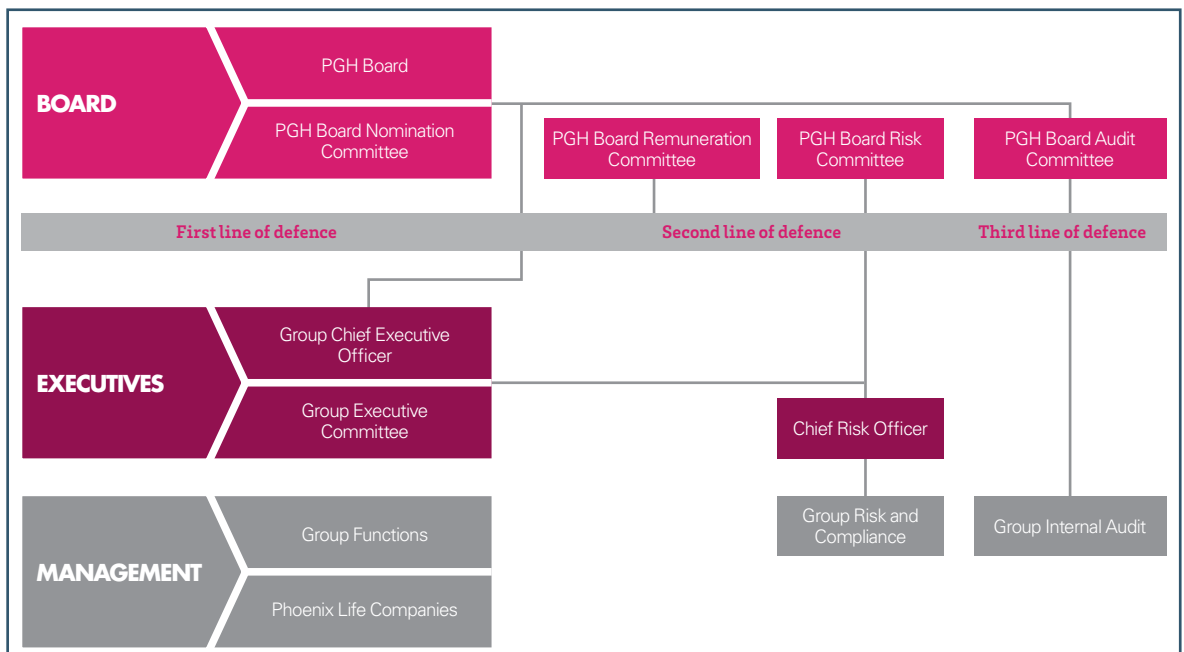 BOARD
PGH Board
PGH Board Nomination
Committee
PGH Board Remuneration
Committee
PGH Board Risk
Committee
PGH Board Audit
Committee
First line of defence
Second line of defence
Third line of defence
EXECUTIVES
Group Chief Executive
Officer
Group Executive
Committee
Chief Risk Officer
MANAGEMENT
Group Functions
Phoenix Life Companies
Group Risk and
Compliance
Group Internal Audit